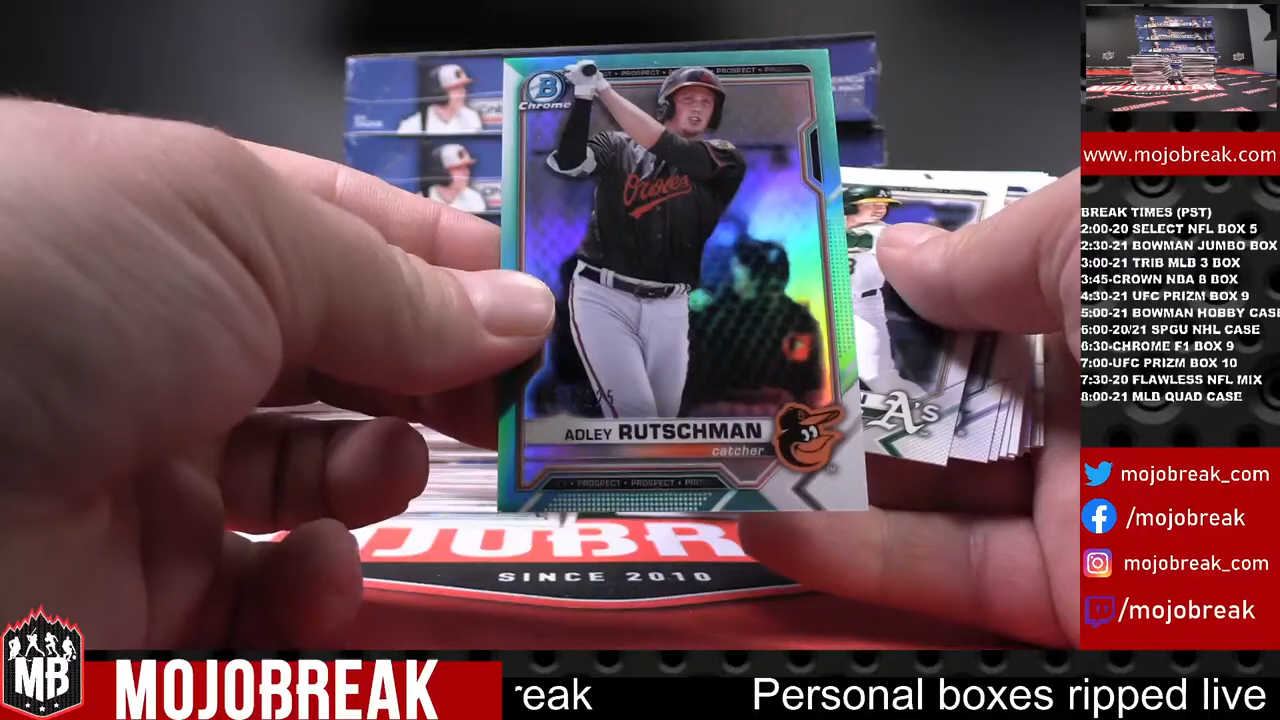 PROSPECT • PROSPECT •
B
Chrome
Orioles
ADLEY RUTSCHMAN
catcher
• PROSPECT • PROSPECT •
A's
JOBR
SINCE 2010
MOJOBREAK
www.mojobreak.com
BREAK TIMES (PST)
2:00-20 SELECT NFL BOX 5
2:30-21 BOWMAN JUMBO BOX
3:00-21 TRIB MLB 3 BOX
3:45-CROWN NBA 8 BOX
4:30-21 UFC PRIZM BOX 9
5:00-21 BOWMAN HOBBY CASE
6:00-20/21 SPGU NHL CASE
6:30-CHROME F1 BOX 9
7:00-UFC PRIZM BOX 10
7:30-20 FLAWLESS NFL MIX
8:00-21 MLB QUAD CASE
mojobreak_com
/mojobreak
mojobreak_com
/mojobreak
MB
MOJOBREAK
reak
Personal boxes ripped live